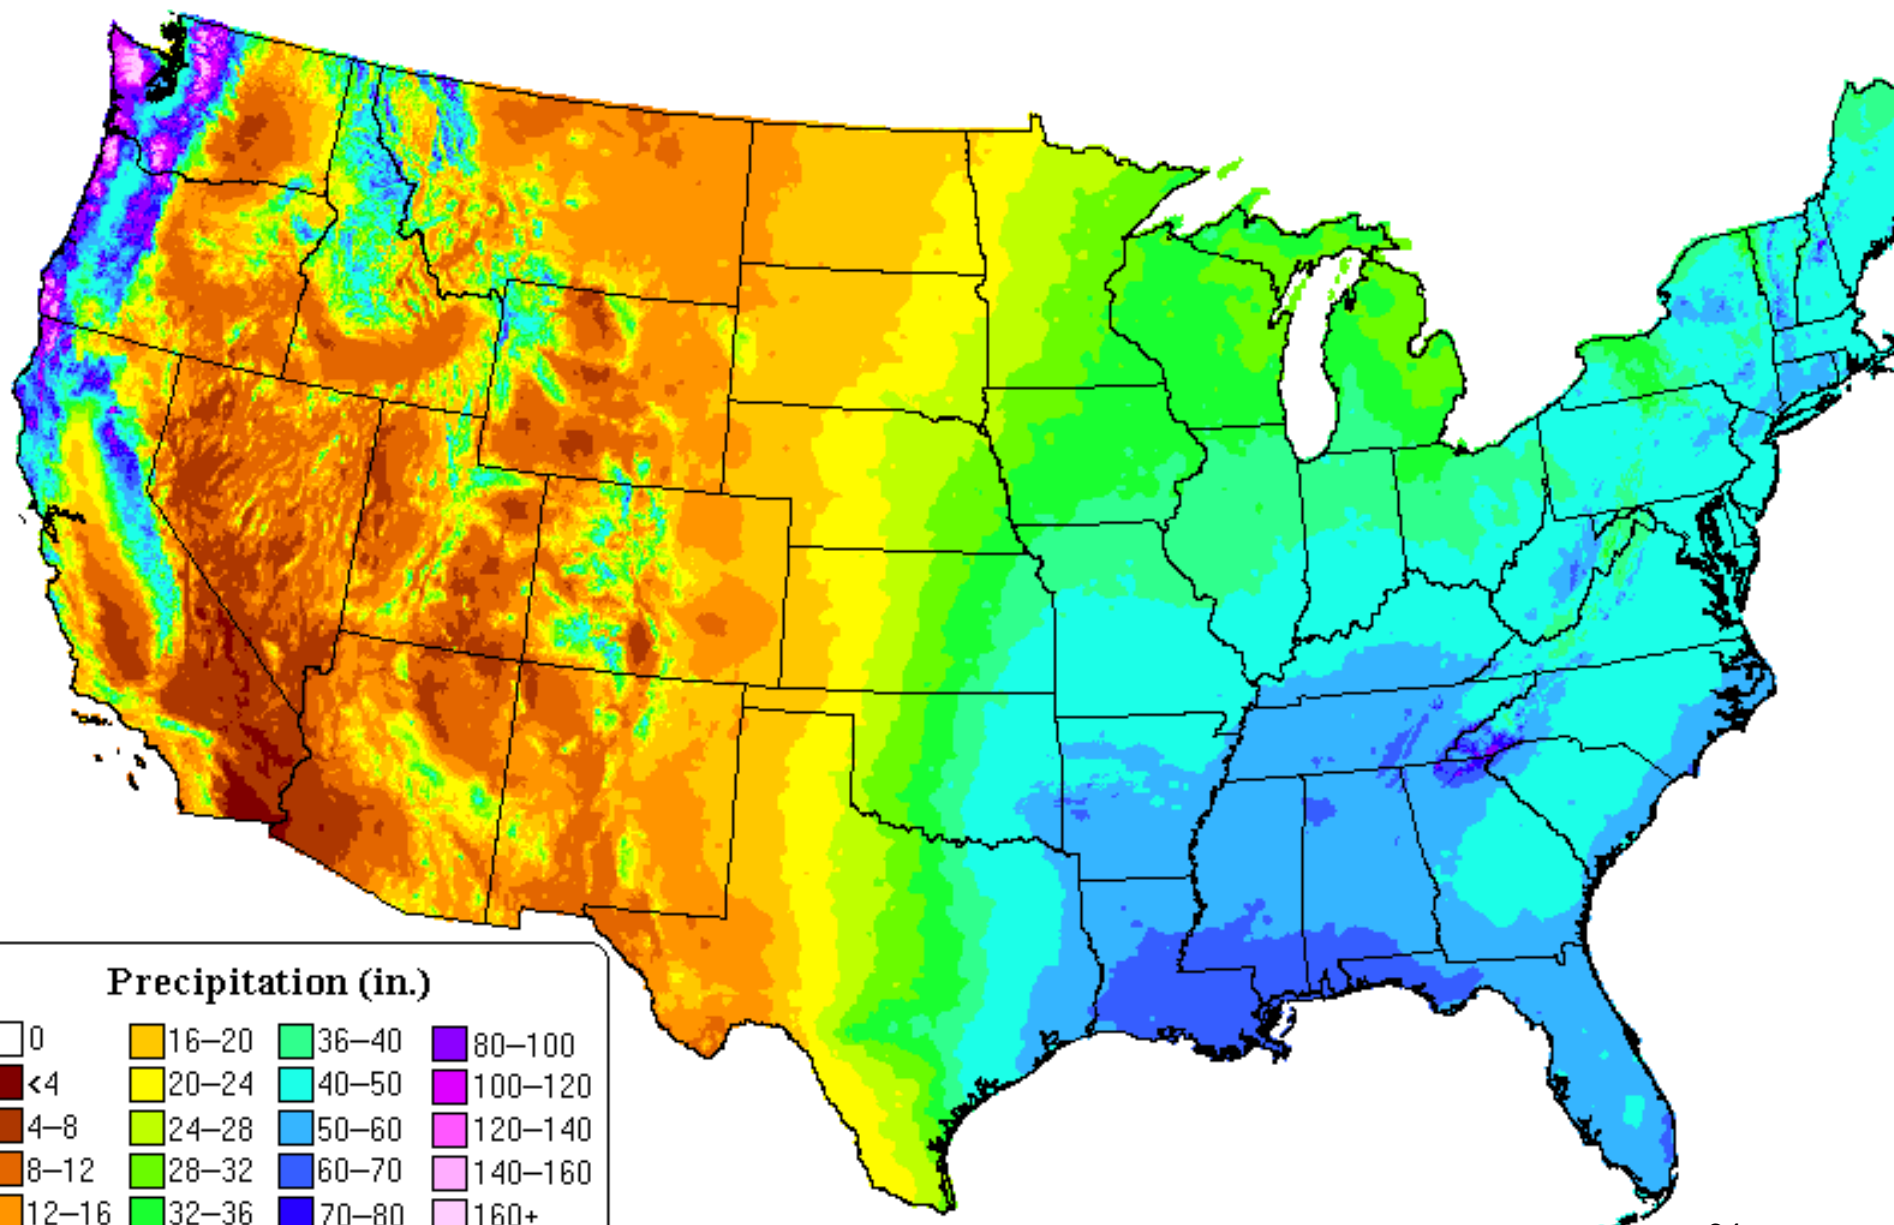 Precipitation (in.)
0 16–20 36–40 80–100
<4 20–24 40–50 100–120
4–8 24–28 50–60 120–140
8–12 28–32 60–70 140–160
12–16 32–36 70–80 160+